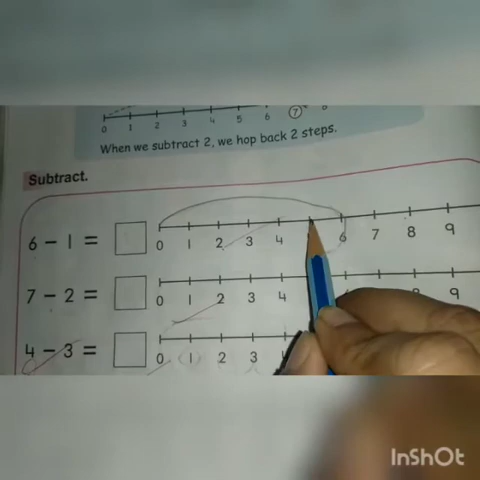 0 1 2 3 4 5 6 7 8
When we subtract 2, we hop back 2 steps.
Subtract.
6 - 1 =
0 1 2 3 4 6 7 8 9
7 - 2 =
0 1 2 3 4 8 9
4 - 3 =
0 1 2 3
InShOt